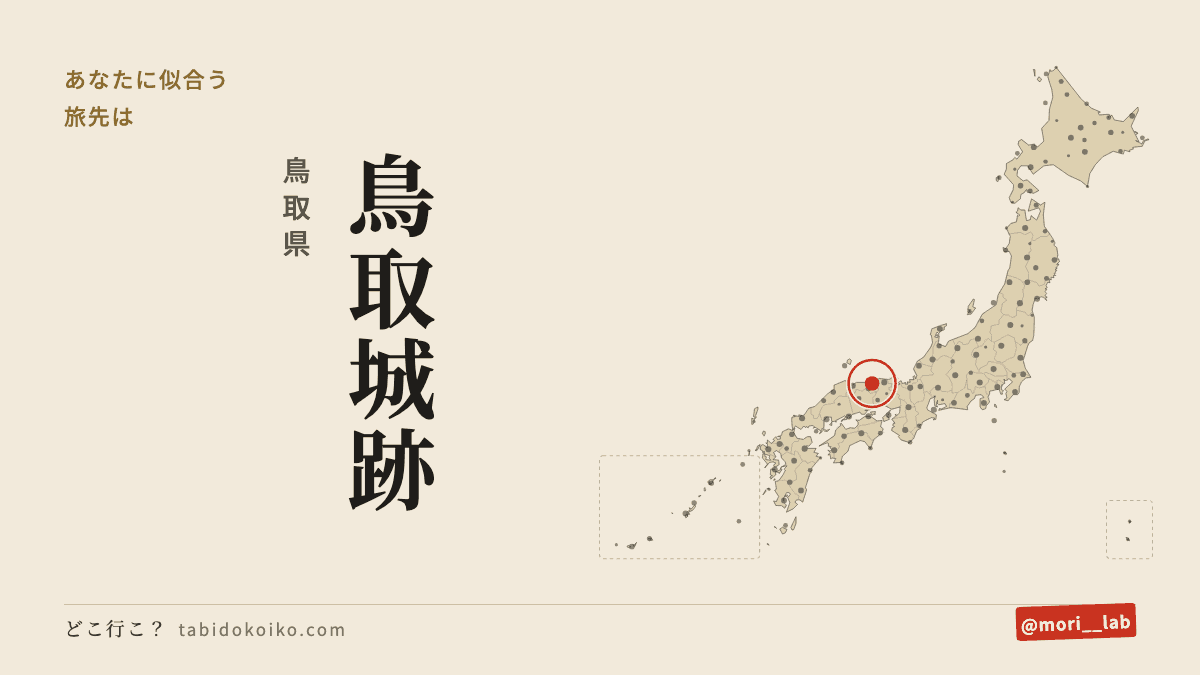 あなたに似合う
旅先は
鳥取県
鳥取城跡
どこ行こ？ tabidokoiko.com
@mori__lab